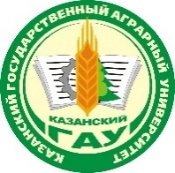 КАЗАНСКИЙ ГОСУДАРСТВЕННЫЙ АГРАРНЫЙ УНИВЕРСИТЕТ
КАЗАНСКИЙ
ГАУ